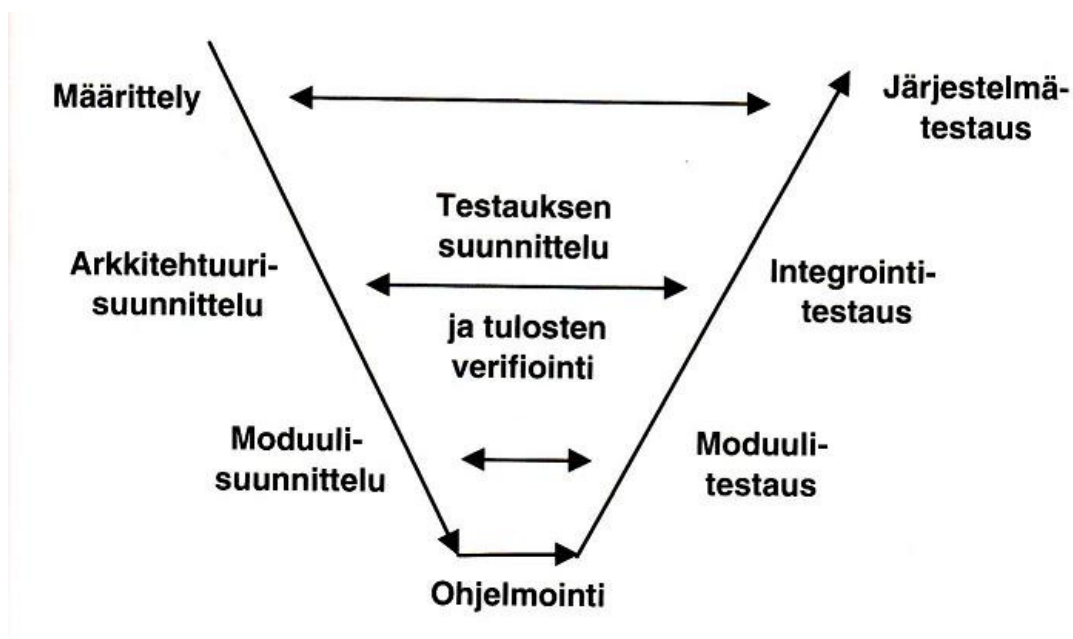 Määrittely
Järjestelmä-
testaus
Testauksen
suunnittelu
Arkkitehtuuri-
suunnittelu
Integrointi-
testaus
ja tulosten
verifiointi
Moduuli-
suunnittelu
Moduuli-
testaus
Ohjelmointi